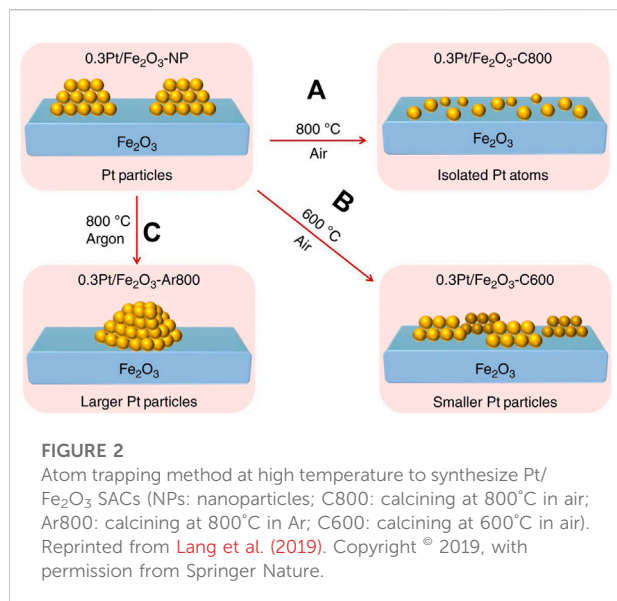 0.3Pt/Fe₂O₃-NP
Fe₂O₃
Pt particles
A
800 °C
Air
0.3Pt/Fe₂O₃-C800
Fe₂O₃
Isolated Pt atoms
800 °C
Argon
C
B
600 °C
Air
0.3Pt/Fe₂O₃-Ar800
Fe₂O₃
Larger Pt particles
0.3Pt/Fe₂O₃-C600
Fe₂O₃
Smaller Pt particles
FIGURE 2
Atom trapping method at high temperature to synthesize Pt/
Fe₂O₃ SACs (NPs: nanoparticles; C800: calcining at 800°C in air;
Ar800: calcining at 800°C in Ar; C600: calcining at 600°C in air).
Reprinted from Lang et al. (2019). Copyright © 2019, with
permission from Springer Nature.